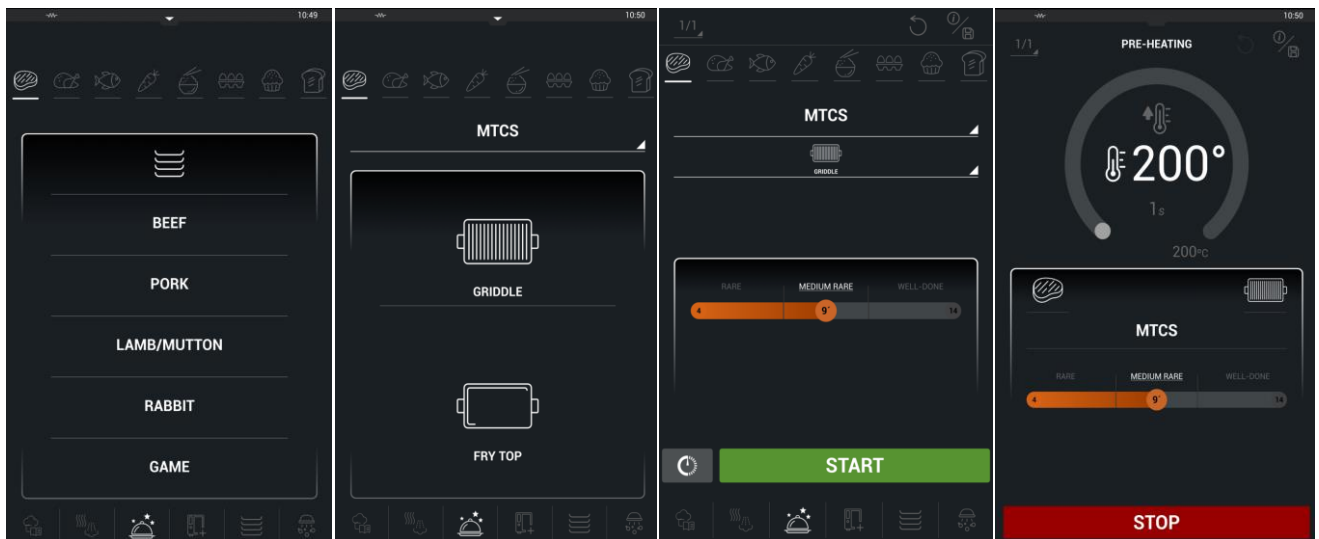 10:49
BEEF
PORK
LAMB/MUTTON
RABBIT
GAME
10:50
MTCS
GRIDDLE
FRY TOP
1/1
MTCS
GRIDDLE
RARE MEDIUM RARE WELL-DONE
4 9' 14
START
10:50
1/1 PRE-HEATING
200°
1s
200°C
MTCS
RARE MEDIUM RARE WELL-DONE
4 9' 14
STOP